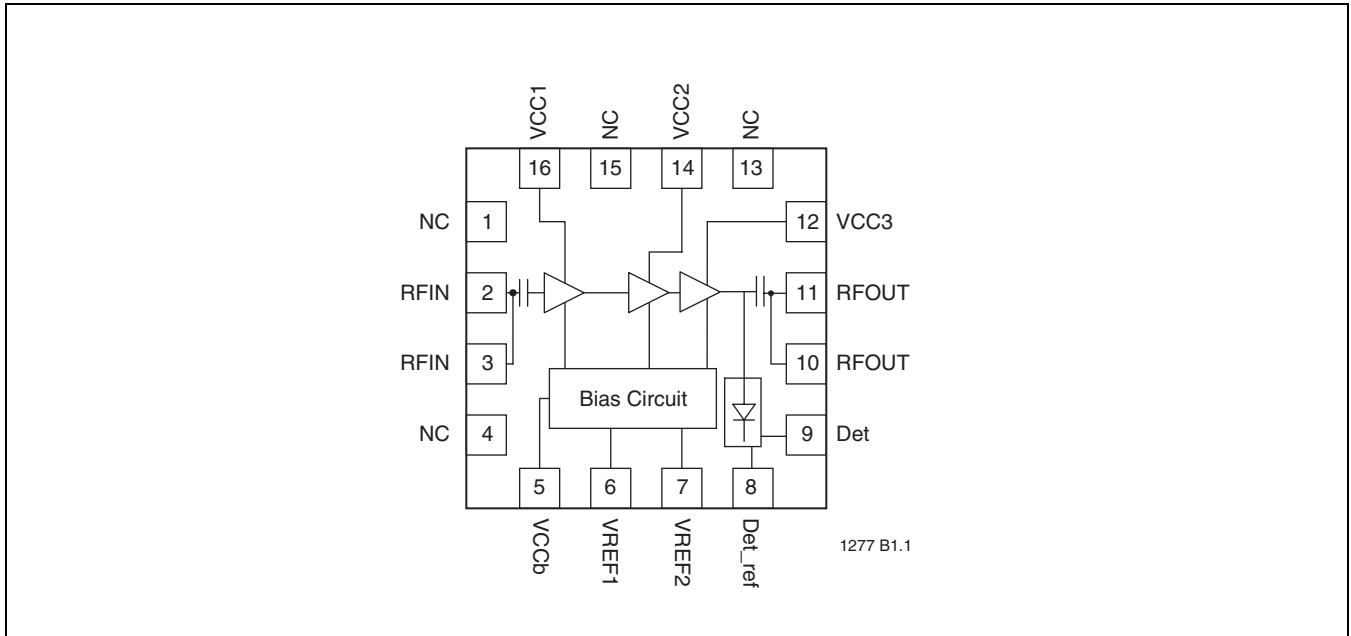 VCC1
NC
VCC2
NC
16
15
14
13
NC
1
12
VCC3
RFIN
2
11
RFOUT
RFIN
3
10
RFOUT
Bias Circuit
NC
4
9
Det
5
6
7
8
VCCb
VREF1
VREF2
Det_ref
1277 B1.1